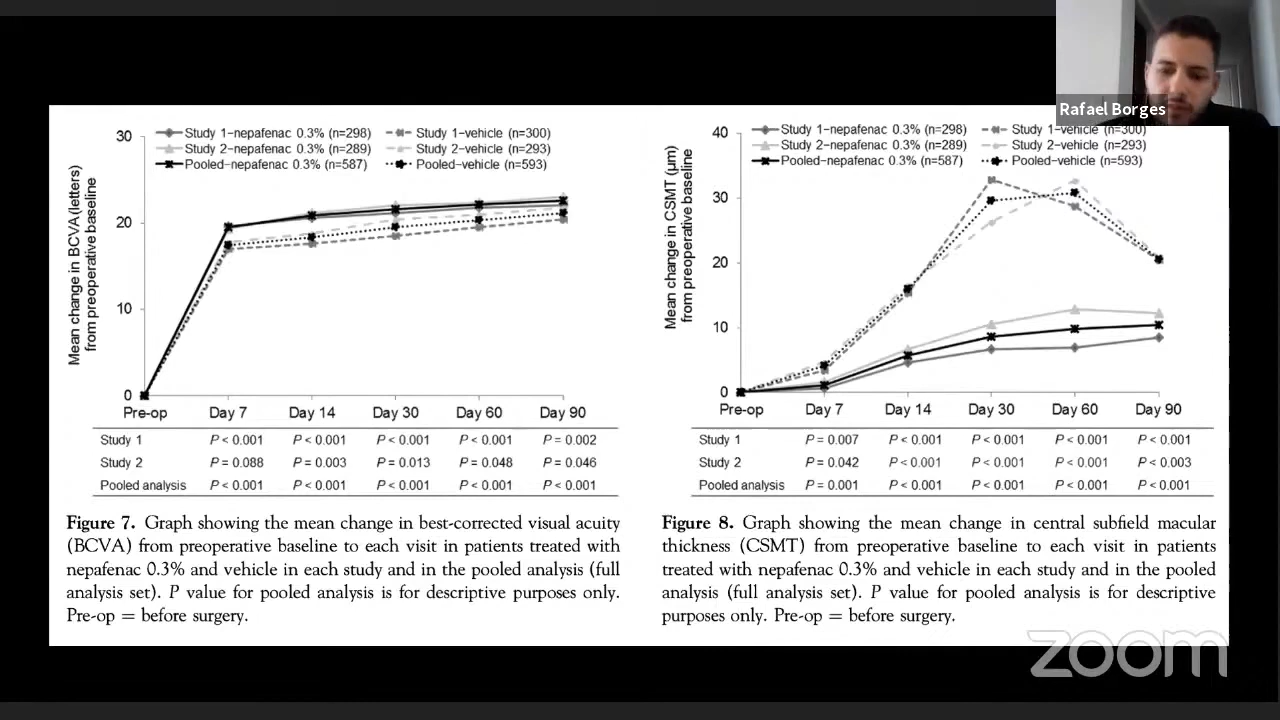 Rafael Borges
30
20
10
0
Mean change in BCVA(letters)
from preoperative baseline
Study 1–nepafenac 0.3% (n=298)
Study 2–nepafenac 0.3% (n=289)
Pooled–nepafenac 0.3% (n=587)
Study 1–vehicle (n=300)
Study 2–vehicle (n=293)
Pooled–vehicle (n=593)
Pre-op Day 7 Day 14 Day 30 Day 60 Day 90
Study 1 P < 0.001 P < 0.001 P < 0.001 P < 0.001 P = 0.002
Study 2 P = 0.088 P = 0.003 P = 0.013 P = 0.048 P = 0.046
Pooled analysis P < 0.001 P < 0.001 P < 0.001 P < 0.001 P < 0.001
Figure 7. Graph showing the mean change in best-corrected visual acuity
(BCVA) from preoperative baseline to each visit in patients treated with
nepafenac 0.3% and vehicle in each study and in the pooled analysis (full
analysis set). P value for pooled analysis is for descriptive purposes only.
Pre-op = before surgery.
40
30
20
10
0
Mean change in CSMT (µm)
from preoperative baseline
Study 1–nepafenac 0.3% (n=298)
Study 2–nepafenac 0.3% (n=289)
Pooled–nepafenac 0.3% (n=587)
Study 1–vehicle (n=300)
Study 2–vehicle (n=293)
Pooled–vehicle (n=593)
Pre-op Day 7 Day 14 Day 30 Day 60 Day 90
Study 1 P = 0.007 P < 0.001 P < 0.001 P < 0.001 P < 0.001
Study 2 P = 0.042 P < 0.001 P < 0.001 P < 0.001 P < 0.003
Pooled analysis P = 0.001 P < 0.001 P < 0.001 P < 0.001 P < 0.001
Figure 8. Graph showing the mean change in central subfield macular
thickness (CSMT) from preoperative baseline to each visit in patients
treated with nepafenac 0.3% and vehicle in each study and in the pooled
analysis (full analysis set). P value for pooled analysis is for descriptive
purposes only. Pre-op = before surgery.
zoom